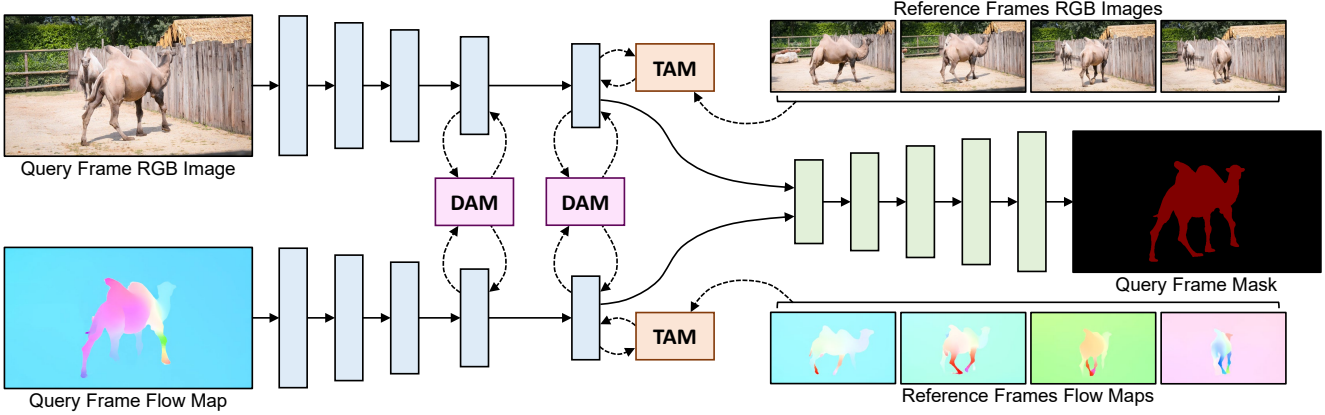 Reference Frames RGB Images
TAM
Query Frame RGB Image
DAM
DAM
Query Frame Mask
TAM
Query Frame Flow Map
Reference Frames Flow Maps